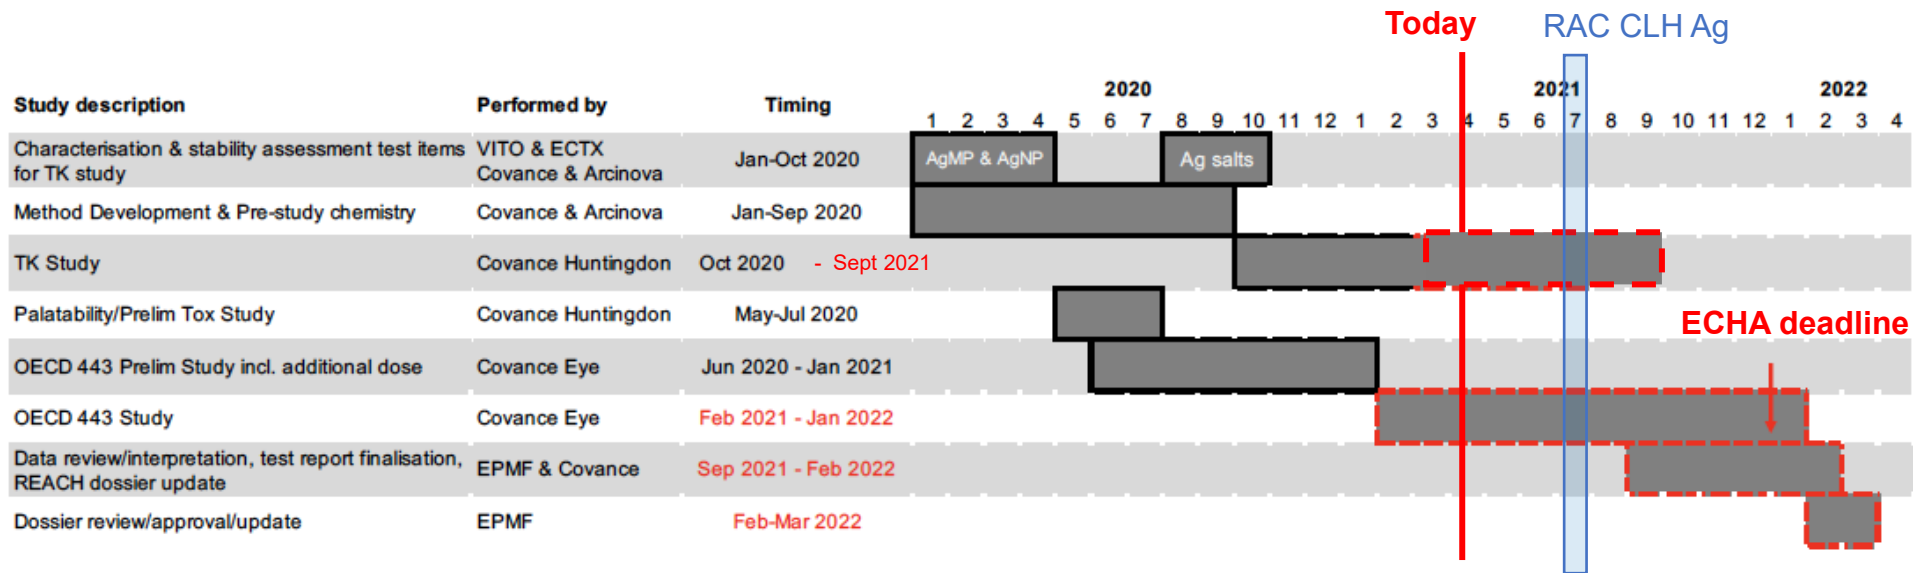 Today RAC CLH Ag
2020 2021 2022
Study description Performed by Timing
1 2 3 4 5 6 7 8 9 10 11 12 1 2 3 4 5 6 7 8 9 10 11 12 1 2 3 4
Characterisation & stability assessment test items VITO & ECTX
for TK study Covance & Arcinova
Jan-Oct 2020 AgMP & AgNP Ag salts
Method Development & Pre-study chemistry Covance & Arcinova Jan-Sep 2020
TK Study Covance Huntingdon Oct 2020 - Sept 2021
Palatability/Prelim Tox Study Covance Huntingdon May-Jul 2020
ECHA deadline
OECD 443 Prelim Study incl. additional dose Covance Eye Jun 2020 - Jan 2021
OECD 443 Study Covance Eye Feb 2021 - Jan 2022
Data review/interpretation, test report finalisation,
REACH dossier update EPMF & Covance Sep 2021 - Feb 2022
Dossier review/approval/update EPMF Feb-Mar 2022